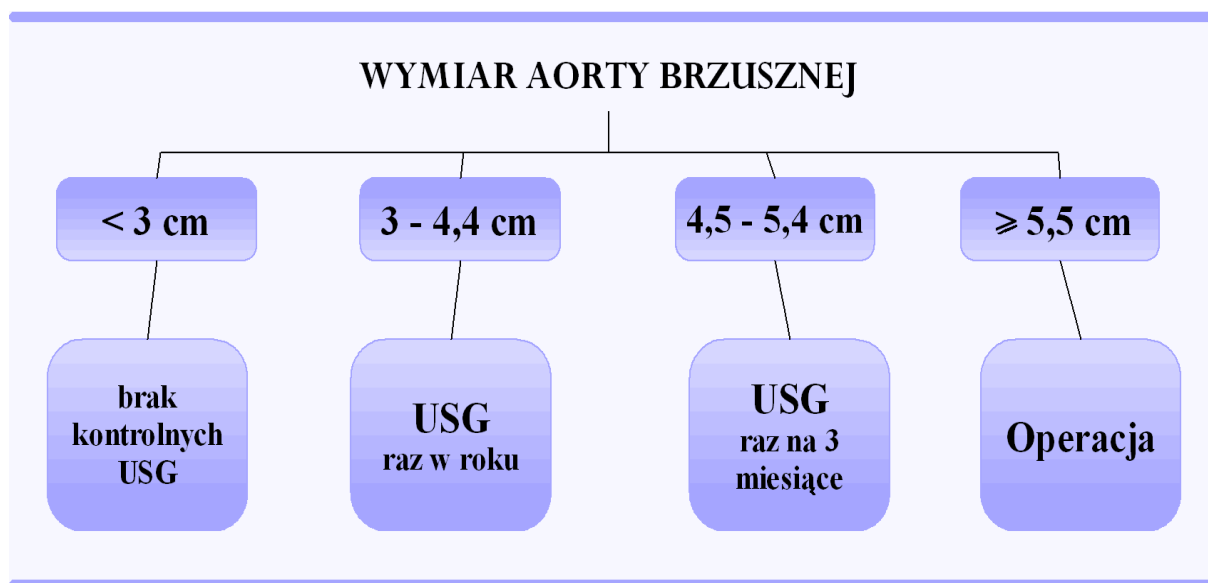 WYMIAR AORTY BRZUSZNEJ
< 3 cm
3 - 4,4 cm
4,5 - 5,4 cm
⩾ 5,5 cm
brak
kontrolnych
USG
USG
raz w roku
USG
raz na 3
miesiące
Operacja